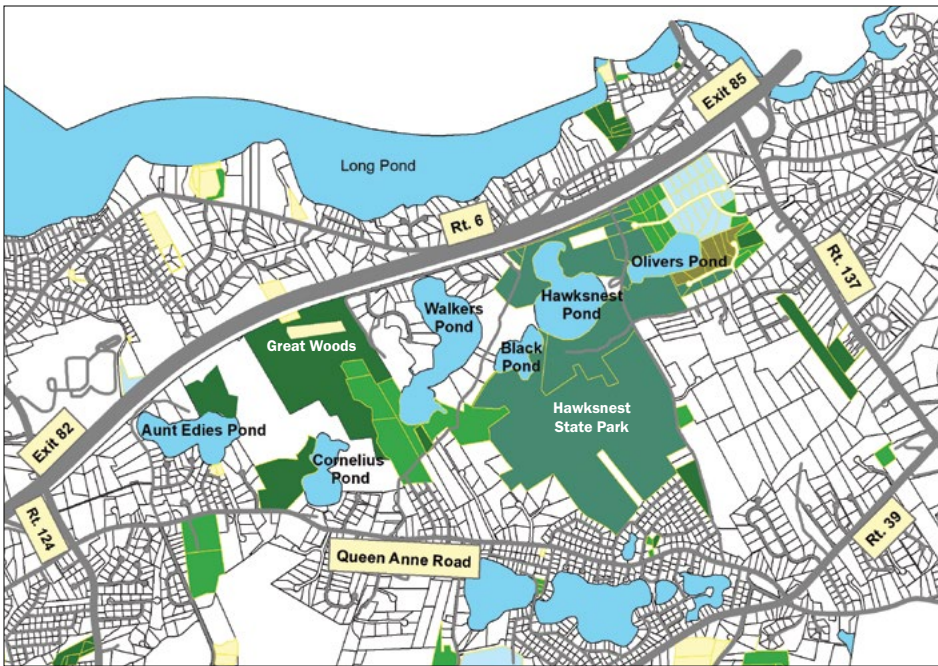 Exit 85
Long Pond
Rt. 6
Olivers Pond
Rt. 137
Walkers
Pond
Hawksnest
Pond
Great Woods
Black
Pond
Hawksnest
State Park
Aunt Edies Pond
Exit 82
Cornelius
Pond
Rt. 124
Rt. 39
Queen Anne Road